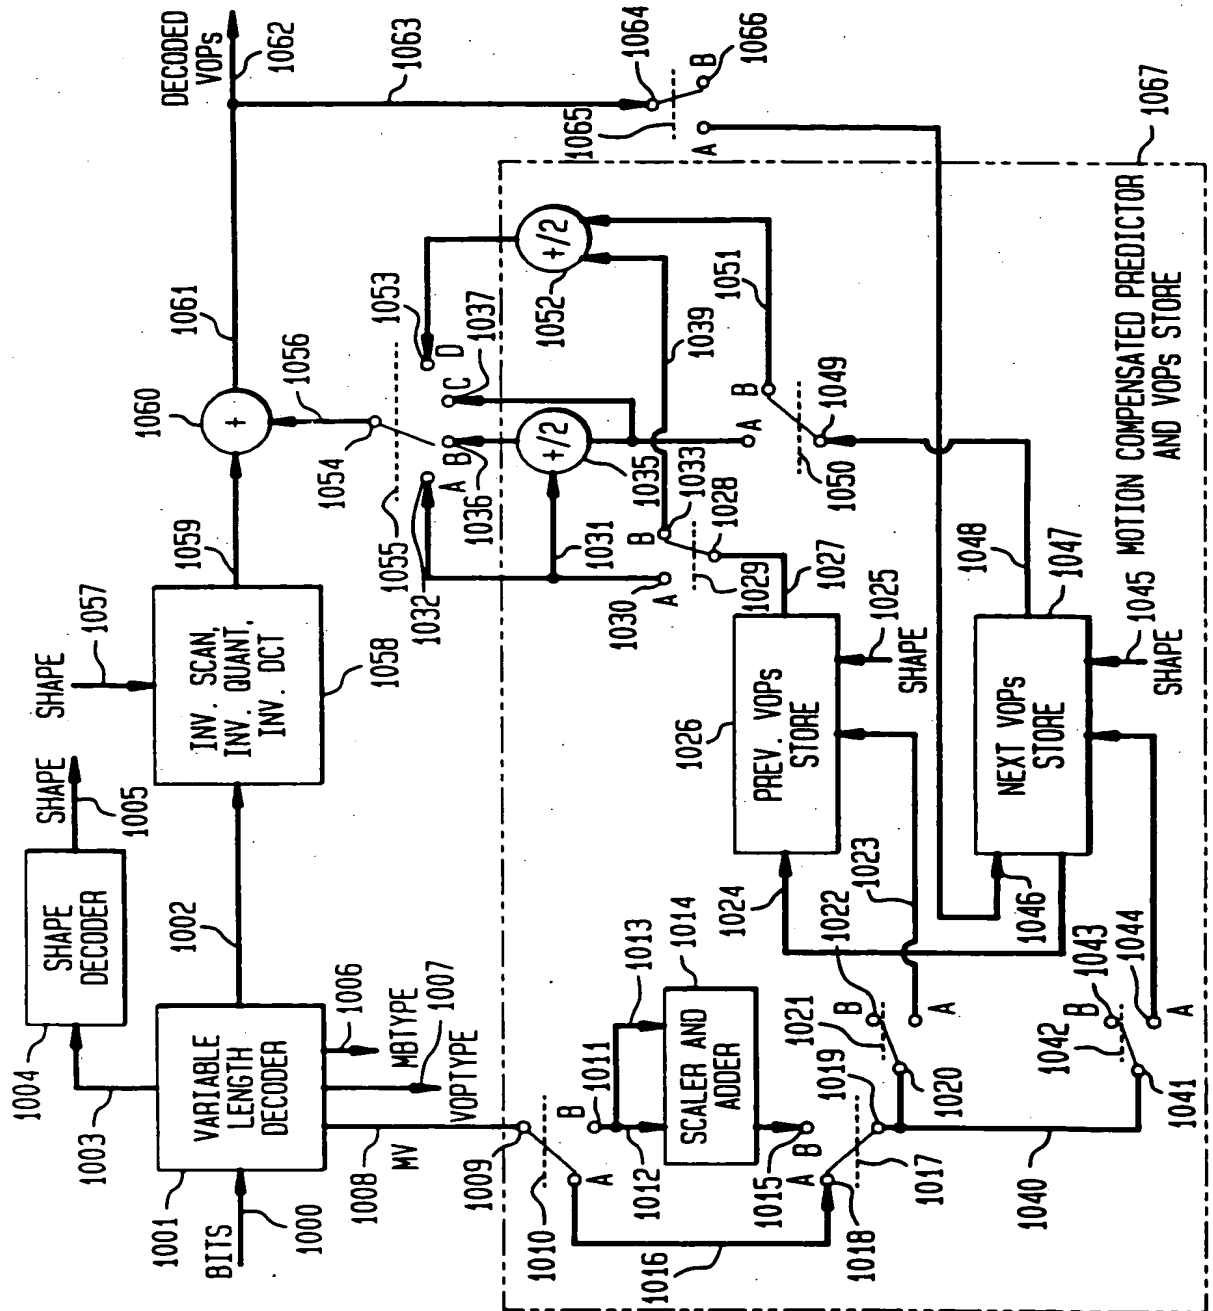 BITS
1000
1001
VARIABLE
LENGTH
DECODER
1002
1003
1004
SHAPE
DECODER
SHAPE
1005
1006
MBTYPE
1007
VOPTYPE
1008
MV
SHAPE
1057
INV. SCAN,
INV. QUANT,
INV. DCT
1058
1059
1060
+
1061
1056
DECODED
VOPs
1062
1063
1064
B
1066
1065
A
1054
1055
A
B
C
D
1032
1036
1037
1053
+/2
1035
+/2
1052
1031
1039
1051
1030
A
B
1033
1028
1029
1027
A
B
1049
1050
1048
1009
1010
A
B
1011
1012
1013
SCALER AND
ADDER
1014
1015
B
A
1016
1018
1017
1019
1020
1021
B
1022
A
1023
1024
PREV. VOPs
STORE
1026
SHAPE
1025
1040
1041
1042
B
1043
A
1044
1046
NEXT VOPs
STORE
1047
SHAPE
1045
MOTION COMPENSATED PREDICTOR
AND VOPs STORE
1067